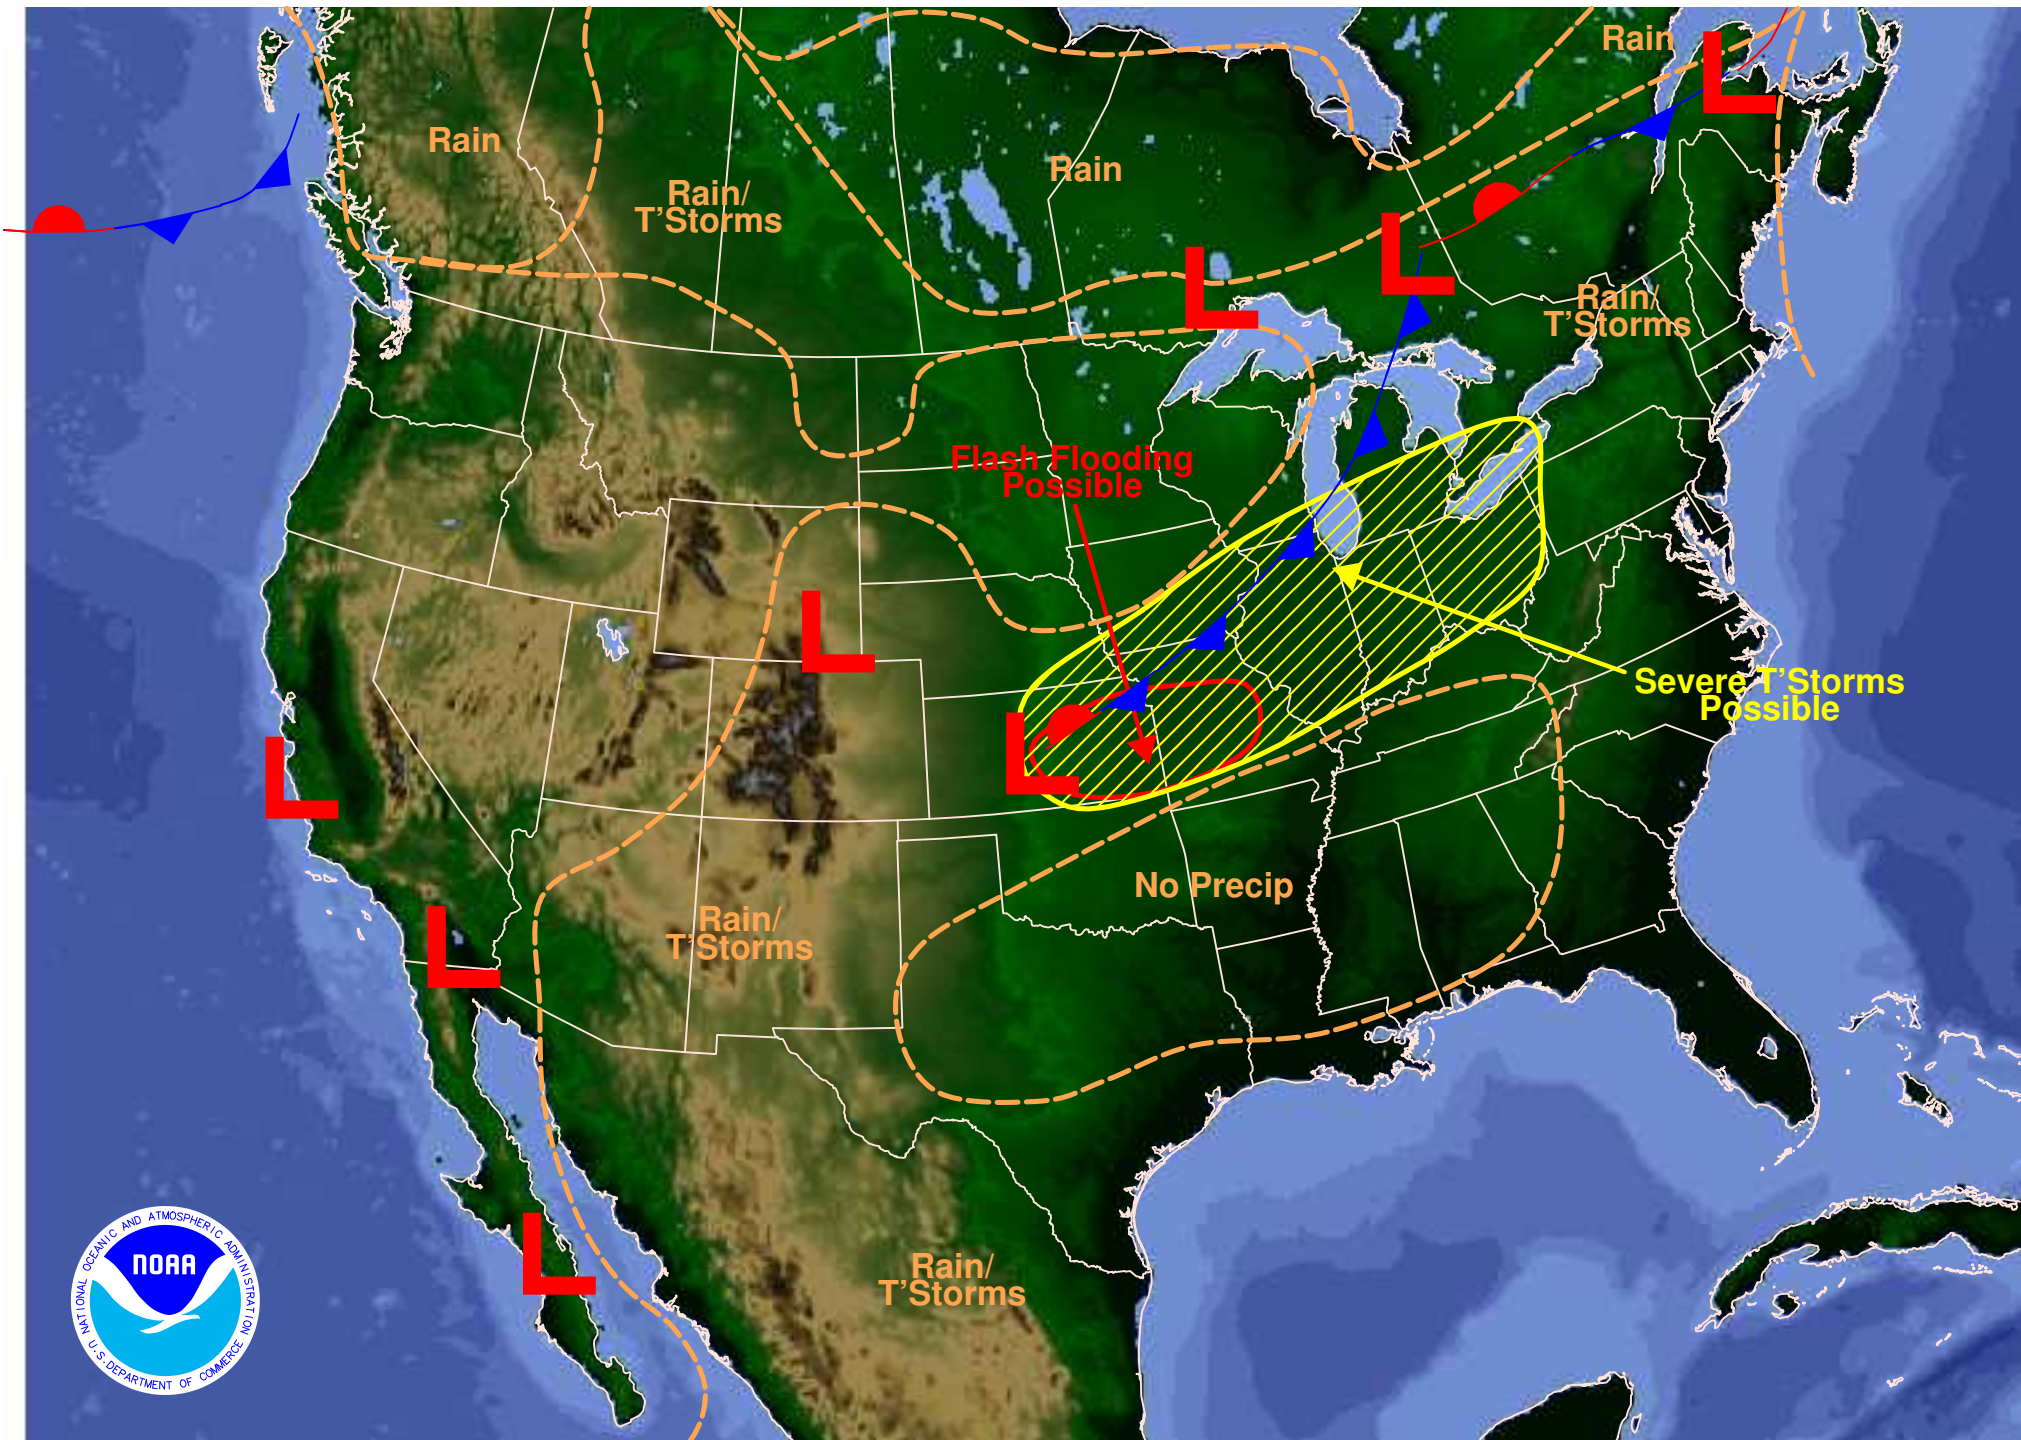 Rain
Rain
Rain
Rain/
T'Storms
Rain/
T'Storms
Flash Flooding
Possible
Severe T'Storms
Possible
No Precip
Rain/
T'Storms
Rain/
T'Storms
L
L
L
L
L
L
L
L
NATIONAL OCEANIC AND ATMOSPHERIC ADMINISTRATION
NOAA
U.S. DEPARTMENT OF COMMERCE